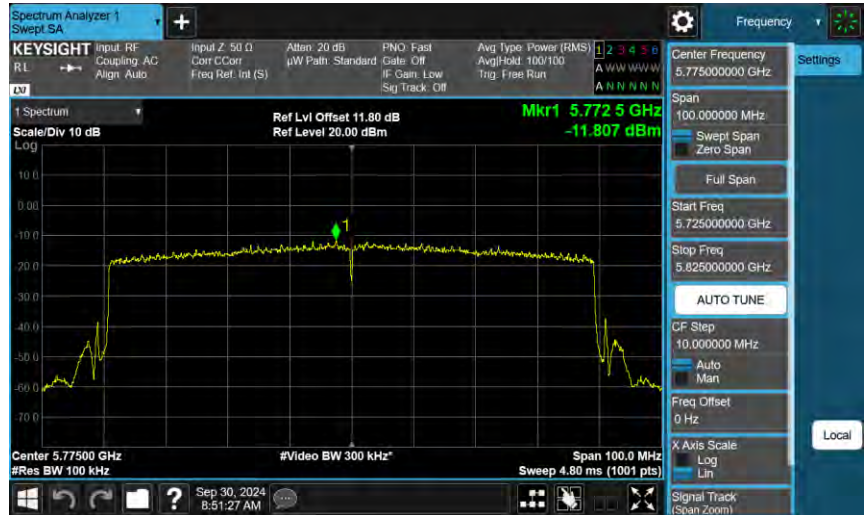 Spectrum Analyzer 1
Swept SA
Frequency
KEYSIGHT
RL
LXI
Input: RF
Coupling: AC
Align: Auto
Input Z: 50 Ω
Corr CCorr
Freq Ref: Int (S)
Atten: 20 dB
µW Path: Standard
PNO: Fast
Gate: Off
IF Gain: Low
Sig Track: Off
Avg Type: Power (RMS)
Avg|Hold: 100/100
Trig: Free Run
1 2 3 4 5 6
A W W W W W
A N N N N N
1 Spectrum
Scale/Div 10 dB
Ref Lvl Offset 11.80 dB
Ref Level 20.00 dBm
Mkr1 5.772 5 GHz
-11.807 dBm
Log
10.0
0.00
-10.0
-20.0
-30.0
-40.0
-50.0
-60.0
-70.0
1
Center 5.77500 GHz
#Res BW 100 kHz
#Video BW 300 kHz*
Span 100.0 MHz
Sweep 4.80 ms (1001 pts)
Sep 30, 2024
8:51:27 AM
Center Frequency
5.775000000 GHz
Span
100.000000 MHz
Swept Span
Zero Span
Full Span
Start Freq
5.725000000 GHz
Stop Freq
5.825000000 GHz
AUTO TUNE
CF Step
10.000000 MHz
Auto
Man
Freq Offset
0 Hz
X Axis Scale
Log
Lin
Signal Track
(Span Zoom)
Settings
Local